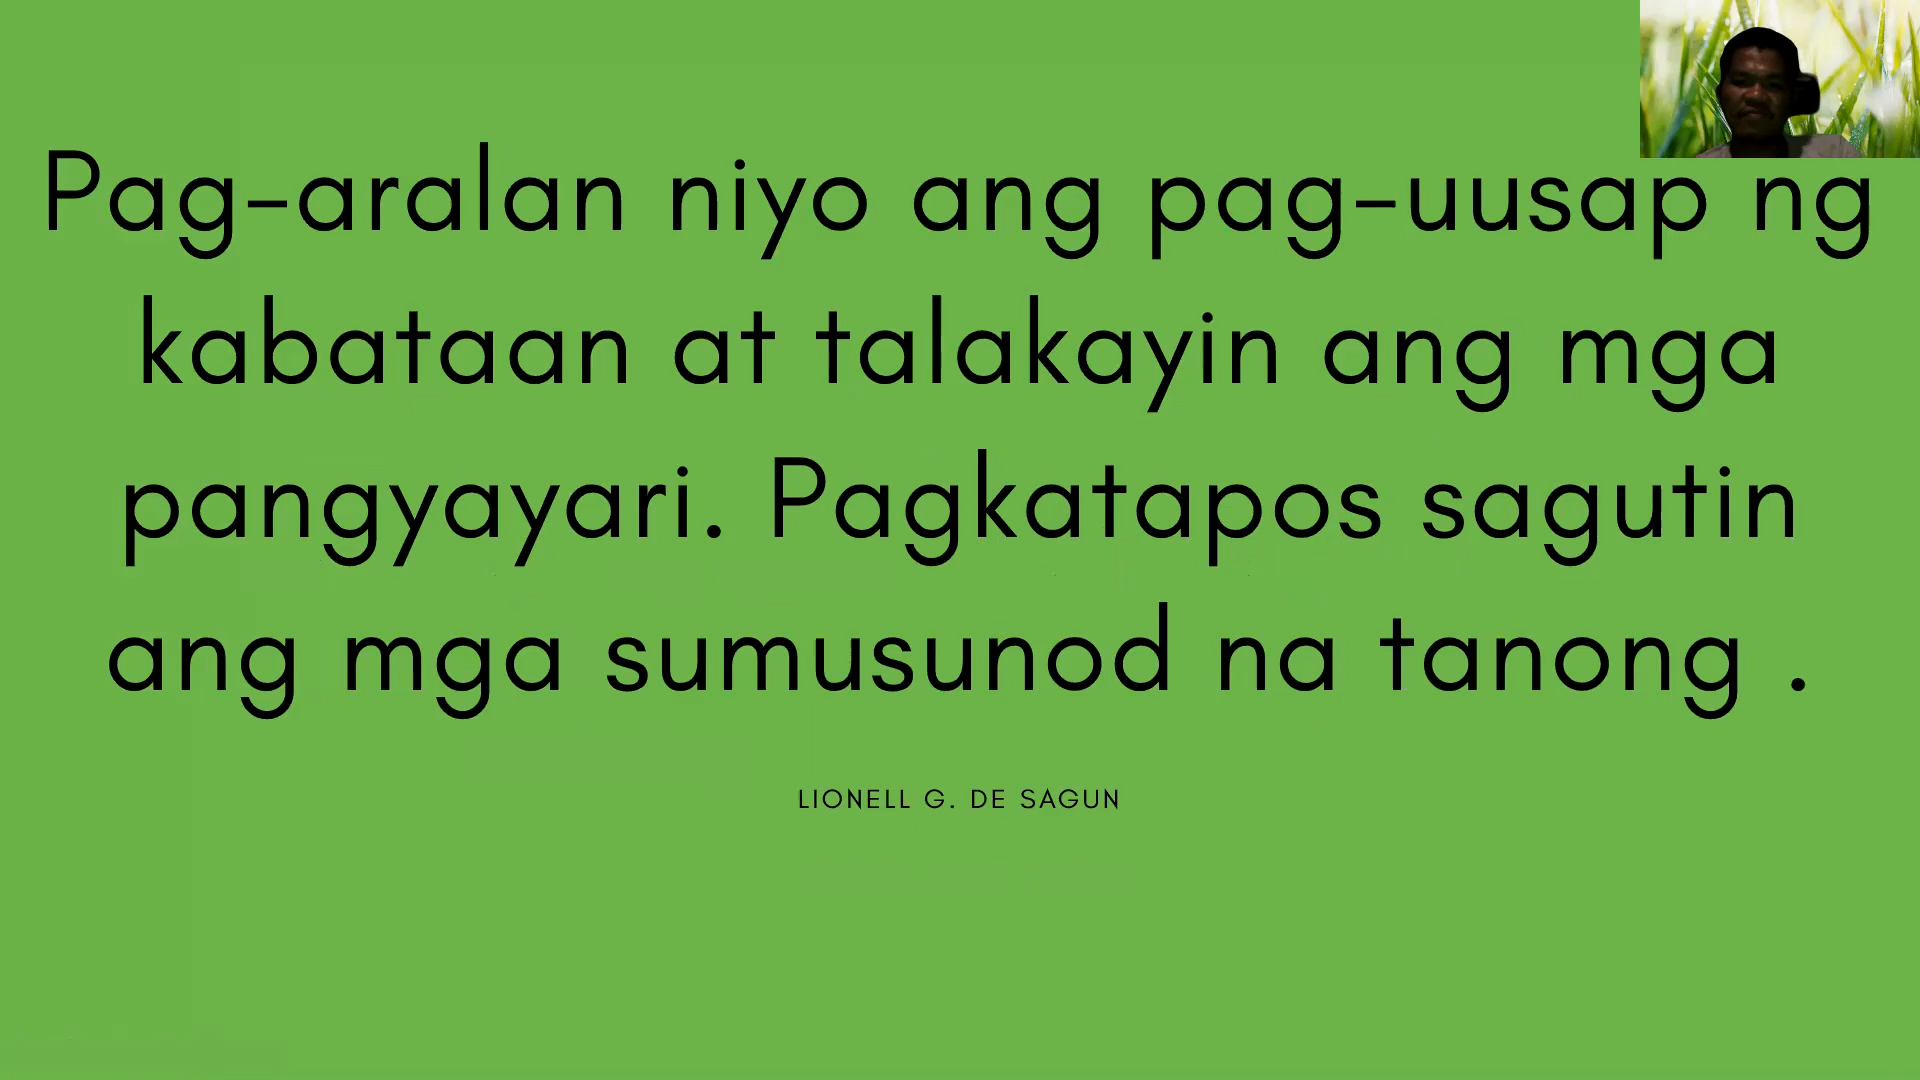 Pag-aralan niyo ang pag-uusap ng
kabataan at talakayin ang mga
pangyayari. Pagkatapos sagutin
ang mga sumusunod na tanong .
LIONELL G. DE SAGUN